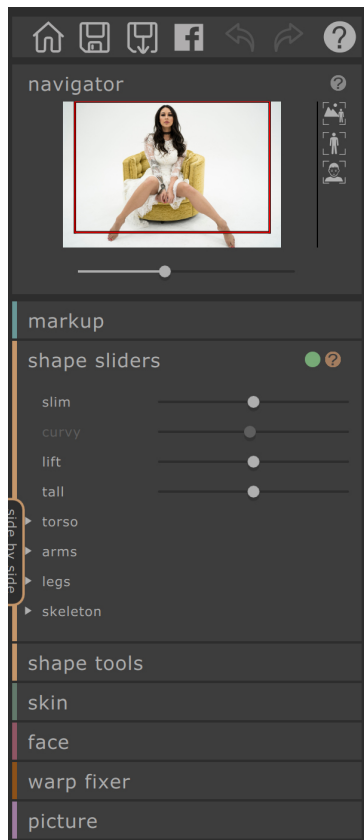 navigator
markup
shape sliders
slim
curvy
lift
tall
side by side
torso
arms
legs
skeleton
shape tools
skin
face
warp fixer
picture